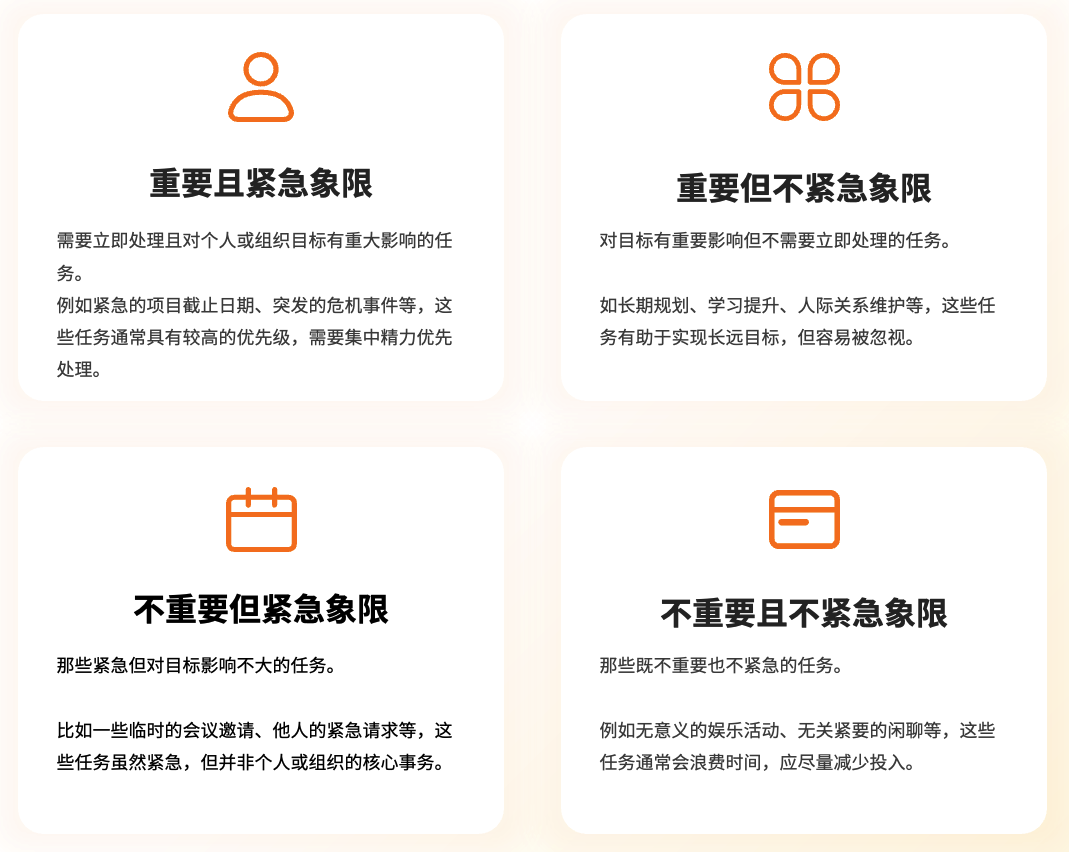 重要且紧急象限
需要立即处理且对个人或组织目标有重大影响的任
务。
例如紧急的项目截止日期、突发的危机事件等，这
些任务通常具有较高的优先级，需要集中精力优先
处理。
重要但不紧急象限
对目标有重要影响但不需要立即处理的任务。
如长期规划、学习提升、人际关系维护等，这些任
务有助于实现长远目标，但容易被忽视。
不重要但紧急象限
那些紧急但对目标影响不大的任务。
比如一些临时的会议邀请、他人的紧急请求等，这
些任务虽然紧急，但并非个人或组织的核心事务。
不重要且不紧急象限
那些既不重要也不紧急的任务。
例如无意义的娱乐活动、无关紧要的闲聊等，这些
任务通常会浪费时间，应尽量减少投入。